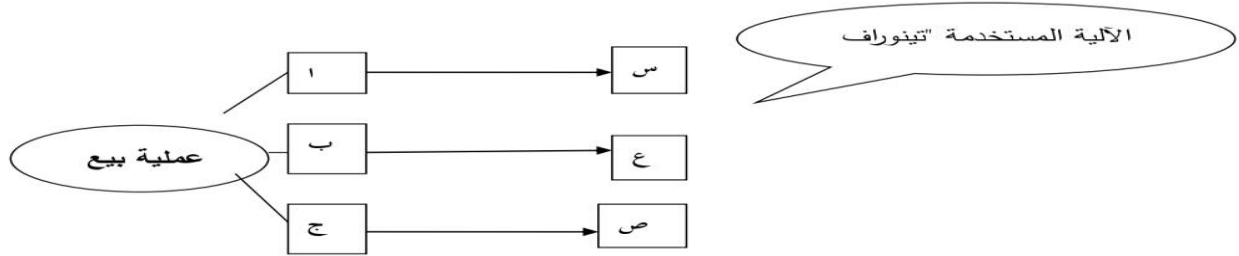 الآلية المستخدمة "تينوراف
ا
س
ب
ع
عملية بيع
ج
ص